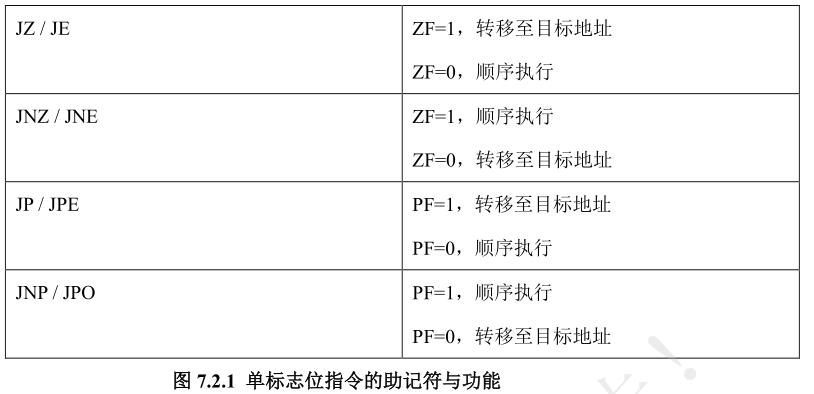 JZ / JE
ZF=1，转移至目标地址
ZF=0，顺序执行
JNZ / JNE
ZF=1，顺序执行
ZF=0，转移至目标地址
JP / JPE
PF=1，转移至目标地址
PF=0，顺序执行
JNP / JPO
PF=1，顺序执行
PF=0，转移至目标地址
图 7.2.1 单标志位指令的助记符与功能